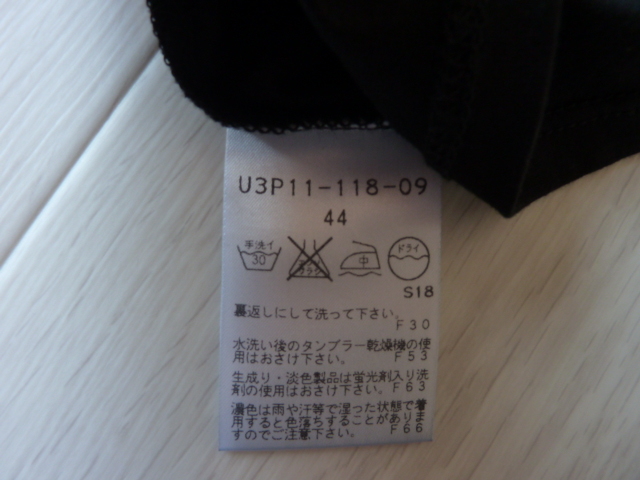 U3P11-118-09
44
手洗イ 30 中 ドライ
S18
裏返しにして洗って下さい。
F30
水洗い後のタンブラー乾燥機の使
用はおさけ下さい。 F53
生成り・淡色製品は蛍光剤入り洗
剤の使用はおさけ下さい。F63
濃色は雨や汗等で湿った状態で着
用すると色落ちすることがありま
すのでご注意下さい。 F66